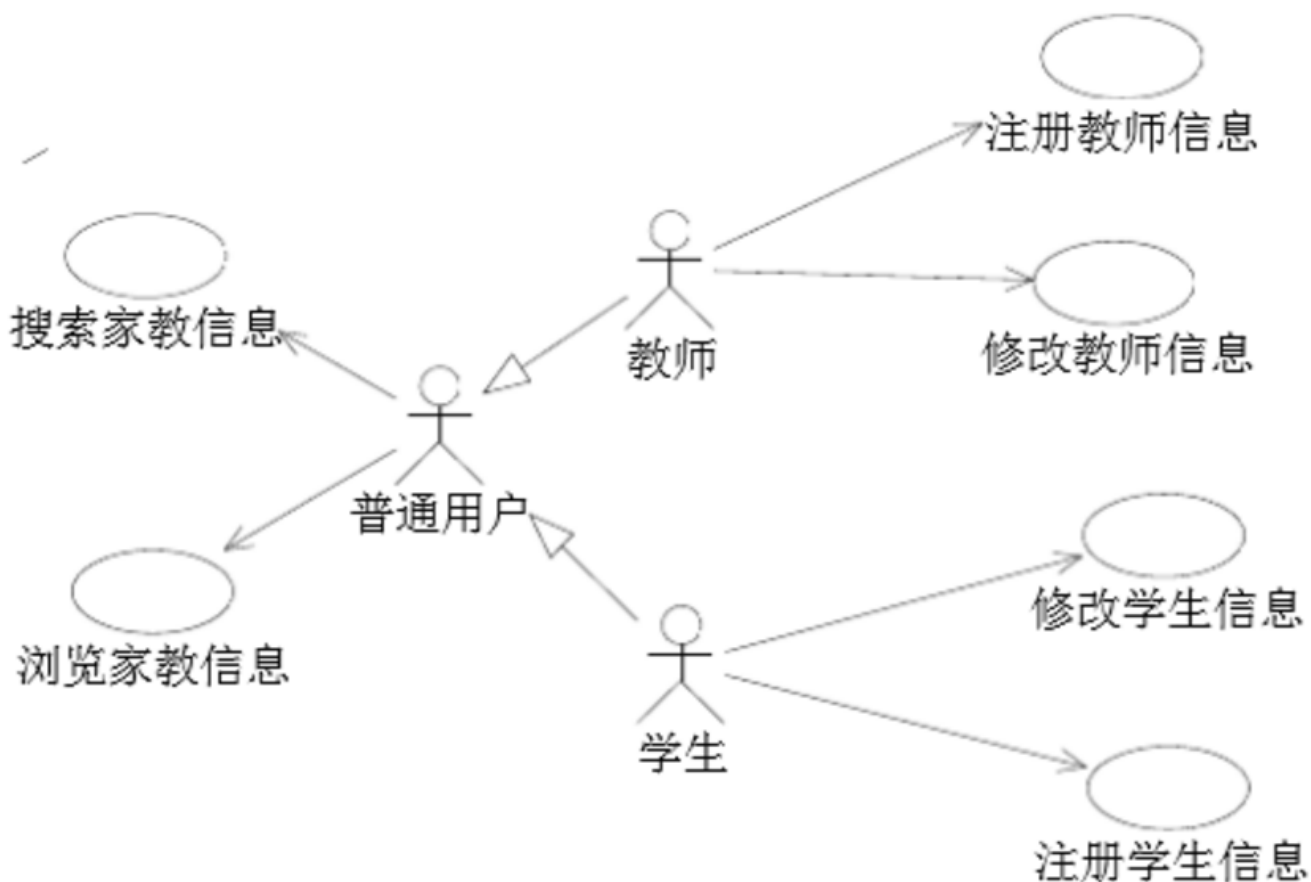 注册教师信息
搜索家教信息
教师
修改教师信息
普通用户
浏览家教信息
修改学生信息
学生
注册学生信息